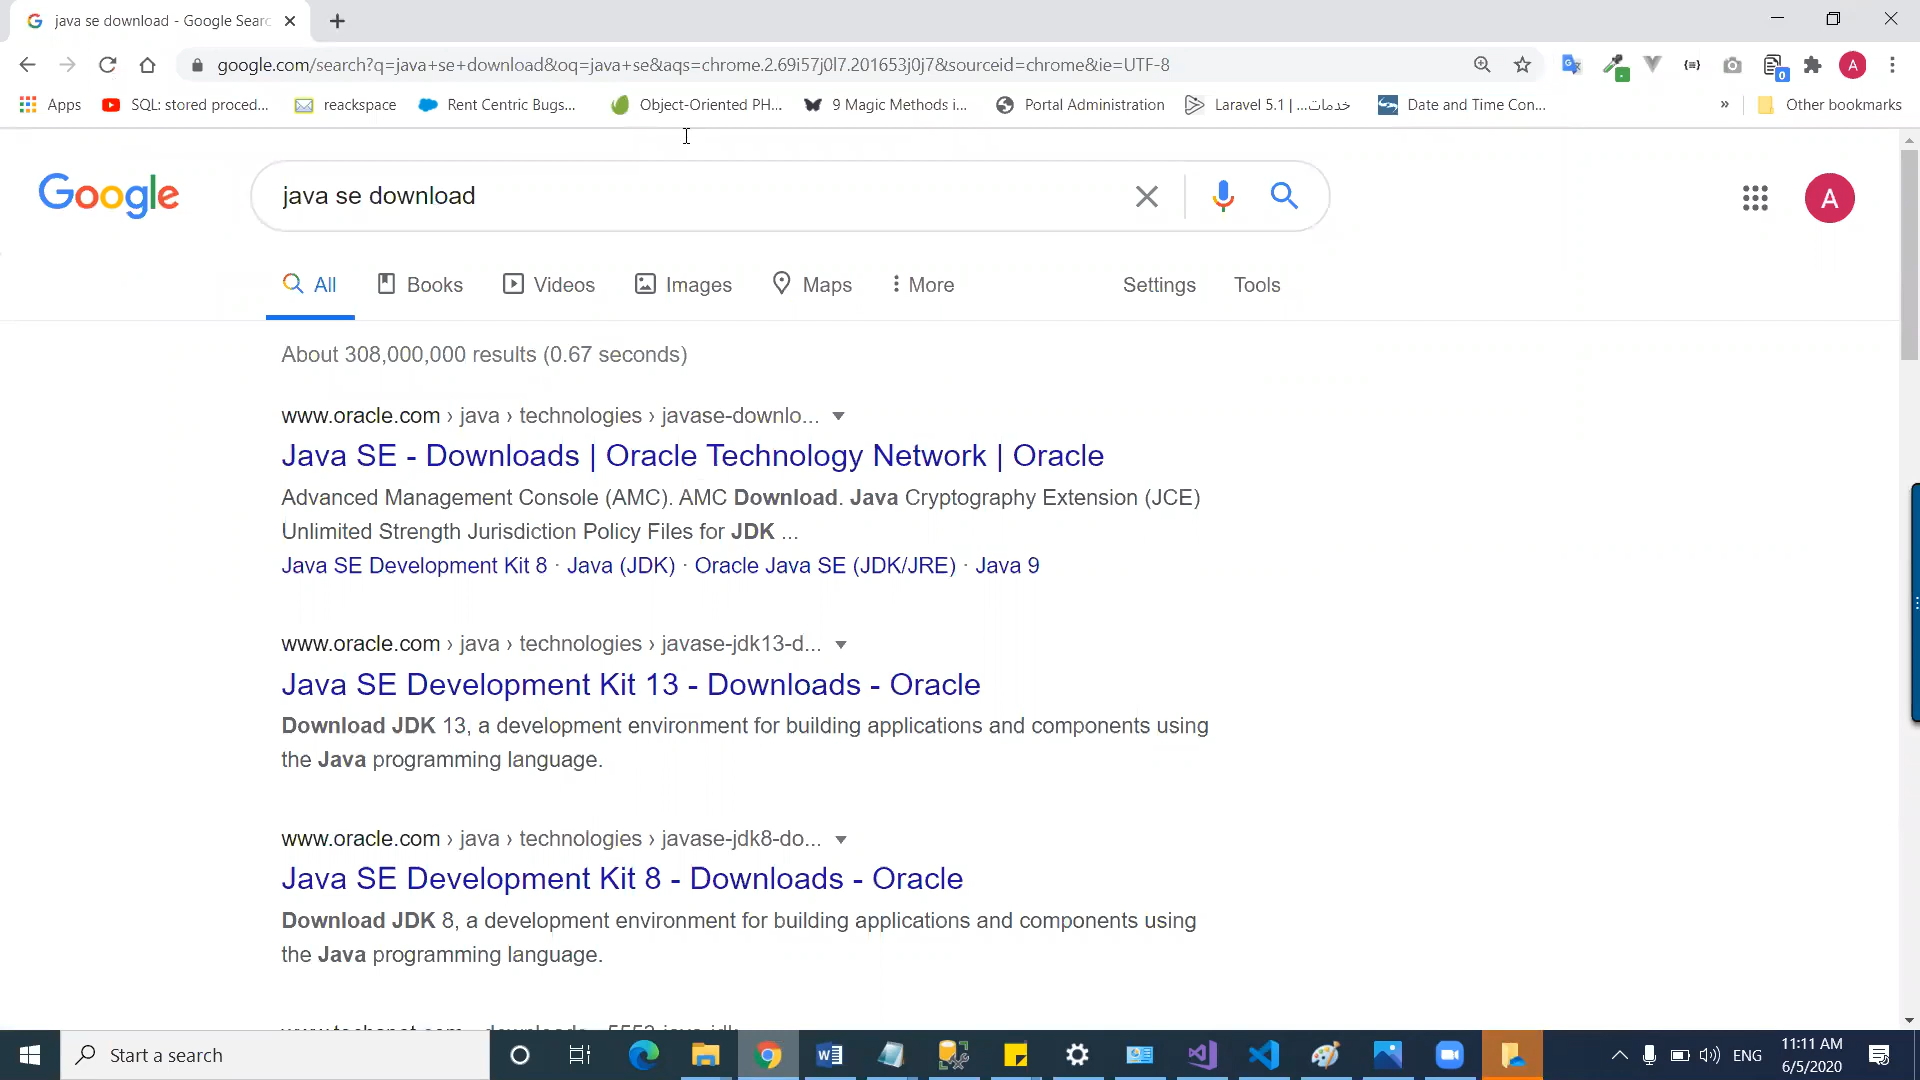 java se download - Google Searc
google.com/search?q=java+se+download&oq=java+se&aqs=chrome.2.69i57j0l7.201653j0j7&sourceid=chrome&ie=UTF-8
A
Apps
SQL: stored proced...
reackspace
Rent Centric Bugs...
Object-Oriented PH...
9 Magic Methods i...
Portal Administration
Laravel 5.1 | ...خدمات
Date and Time Con...
»
Other bookmarks
Google
java se download
A
All
Books
Videos
Images
Maps
More
Settings
Tools
About 308,000,000 results (0.67 seconds)
www.oracle.com › java › technologies › javase-downlo...
Java SE - Downloads | Oracle Technology Network | Oracle
Advanced Management Console (AMC). AMC Download. Java Cryptography Extension (JCE)
Unlimited Strength Jurisdiction Policy Files for JDK ...
Java SE Development Kit 8 · Java (JDK) · Oracle Java SE (JDK/JRE) · Java 9
www.oracle.com › java › technologies › javase-jdk13-d...
Java SE Development Kit 13 - Downloads - Oracle
Download JDK 13, a development environment for building applications and components using
the Java programming language.
www.oracle.com › java › technologies › javase-jdk8-do...
Java SE Development Kit 8 - Downloads - Oracle
Download JDK 8, a development environment for building applications and components using
the Java programming language.
Start a search
ENG
11:11 AM
6/5/2020